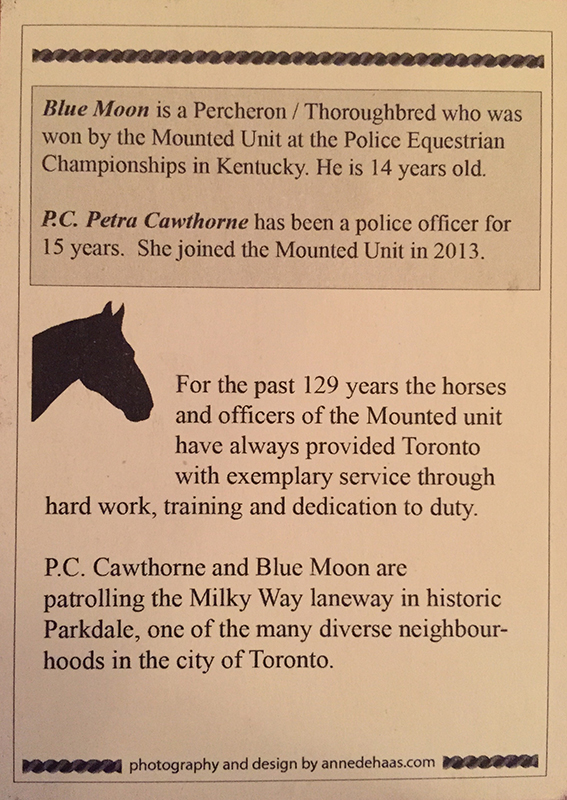 Blue Moon is a Percheron / Thoroughbred who was
won by the Mounted Unit at the Police Equestrian
Championships in Kentucky. He is 14 years old.
P.C. Petra Cawthorne has been a police officer for
15 years. She joined the Mounted Unit in 2013.
For the past 129 years the horses
and officers of the Mounted unit
have always provided Toronto
with exemplary service through
hard work, training and dedication to duty.
P.C. Cawthorne and Blue Moon are
patrolling the Milky Way laneway in historic
Parkdale, one of the many diverse neighbour-
hoods in the city of Toronto.
photography and design by annedehaas.com